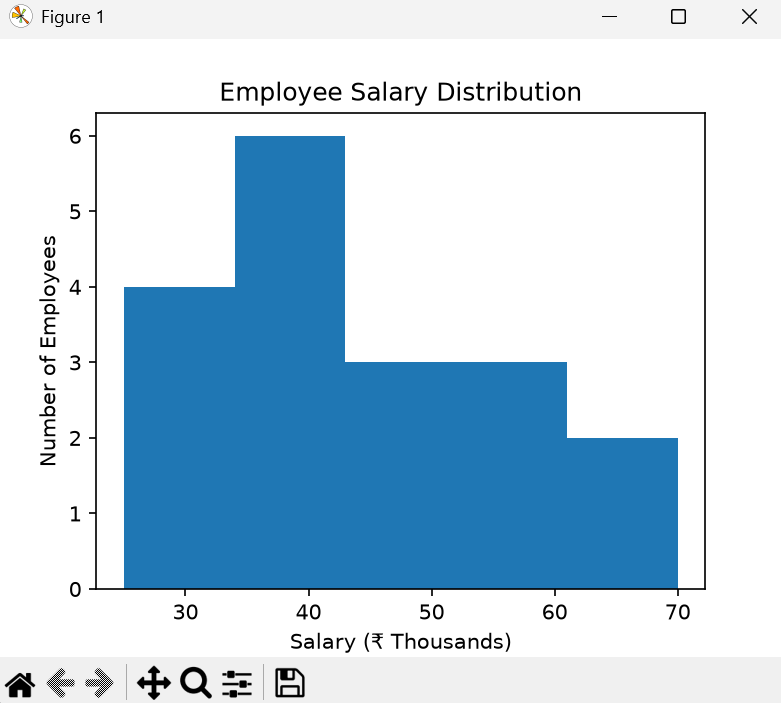 Figure 1
Employee Salary Distribution
6
5
4
3
2
1
0
Number of Employees
30 40 50 60 70
Salary (₹ Thousands)